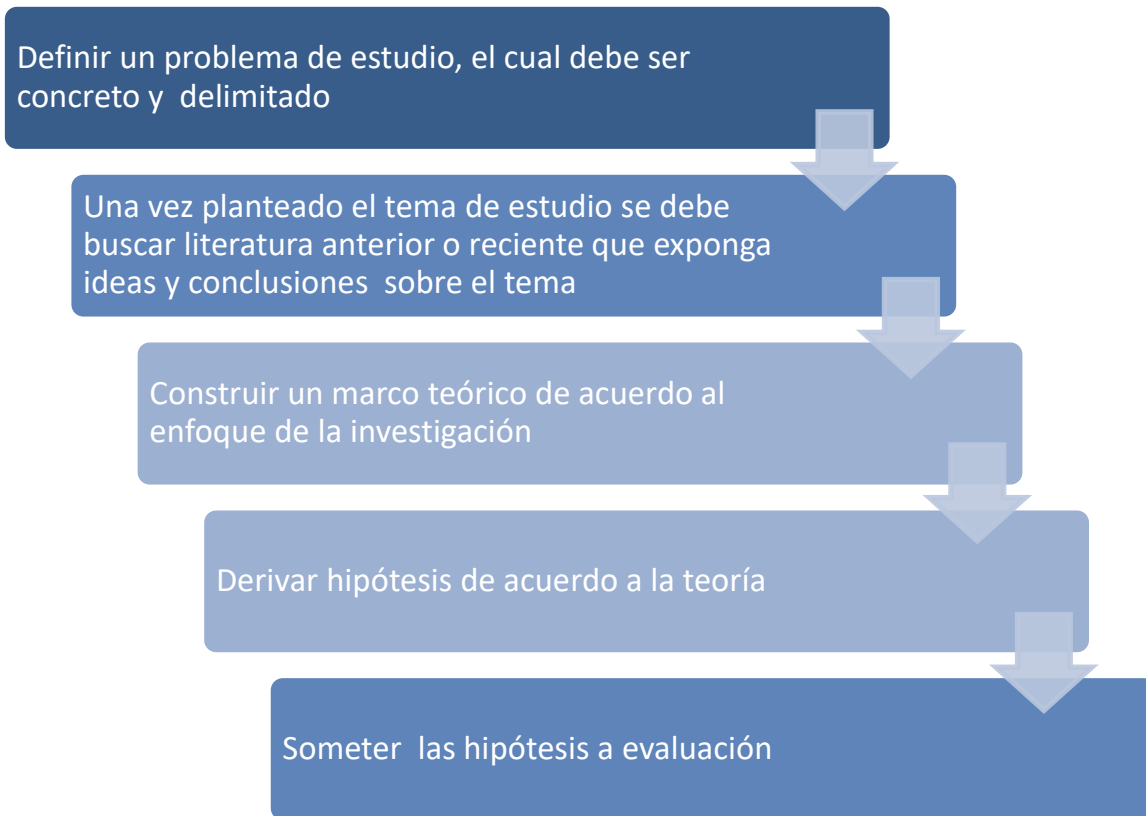 Definir un problema de estudio, el cual debe ser
concreto y  delimitado
Una vez planteado el tema de estudio se debe
buscar literatura anterior o reciente que exponga
ideas y conclusiones  sobre el tema
Construir un marco teórico de acuerdo al
enfoque de la investigación
Derivar hipótesis de acuerdo a la teoría
Someter  las hipótesis a evaluación